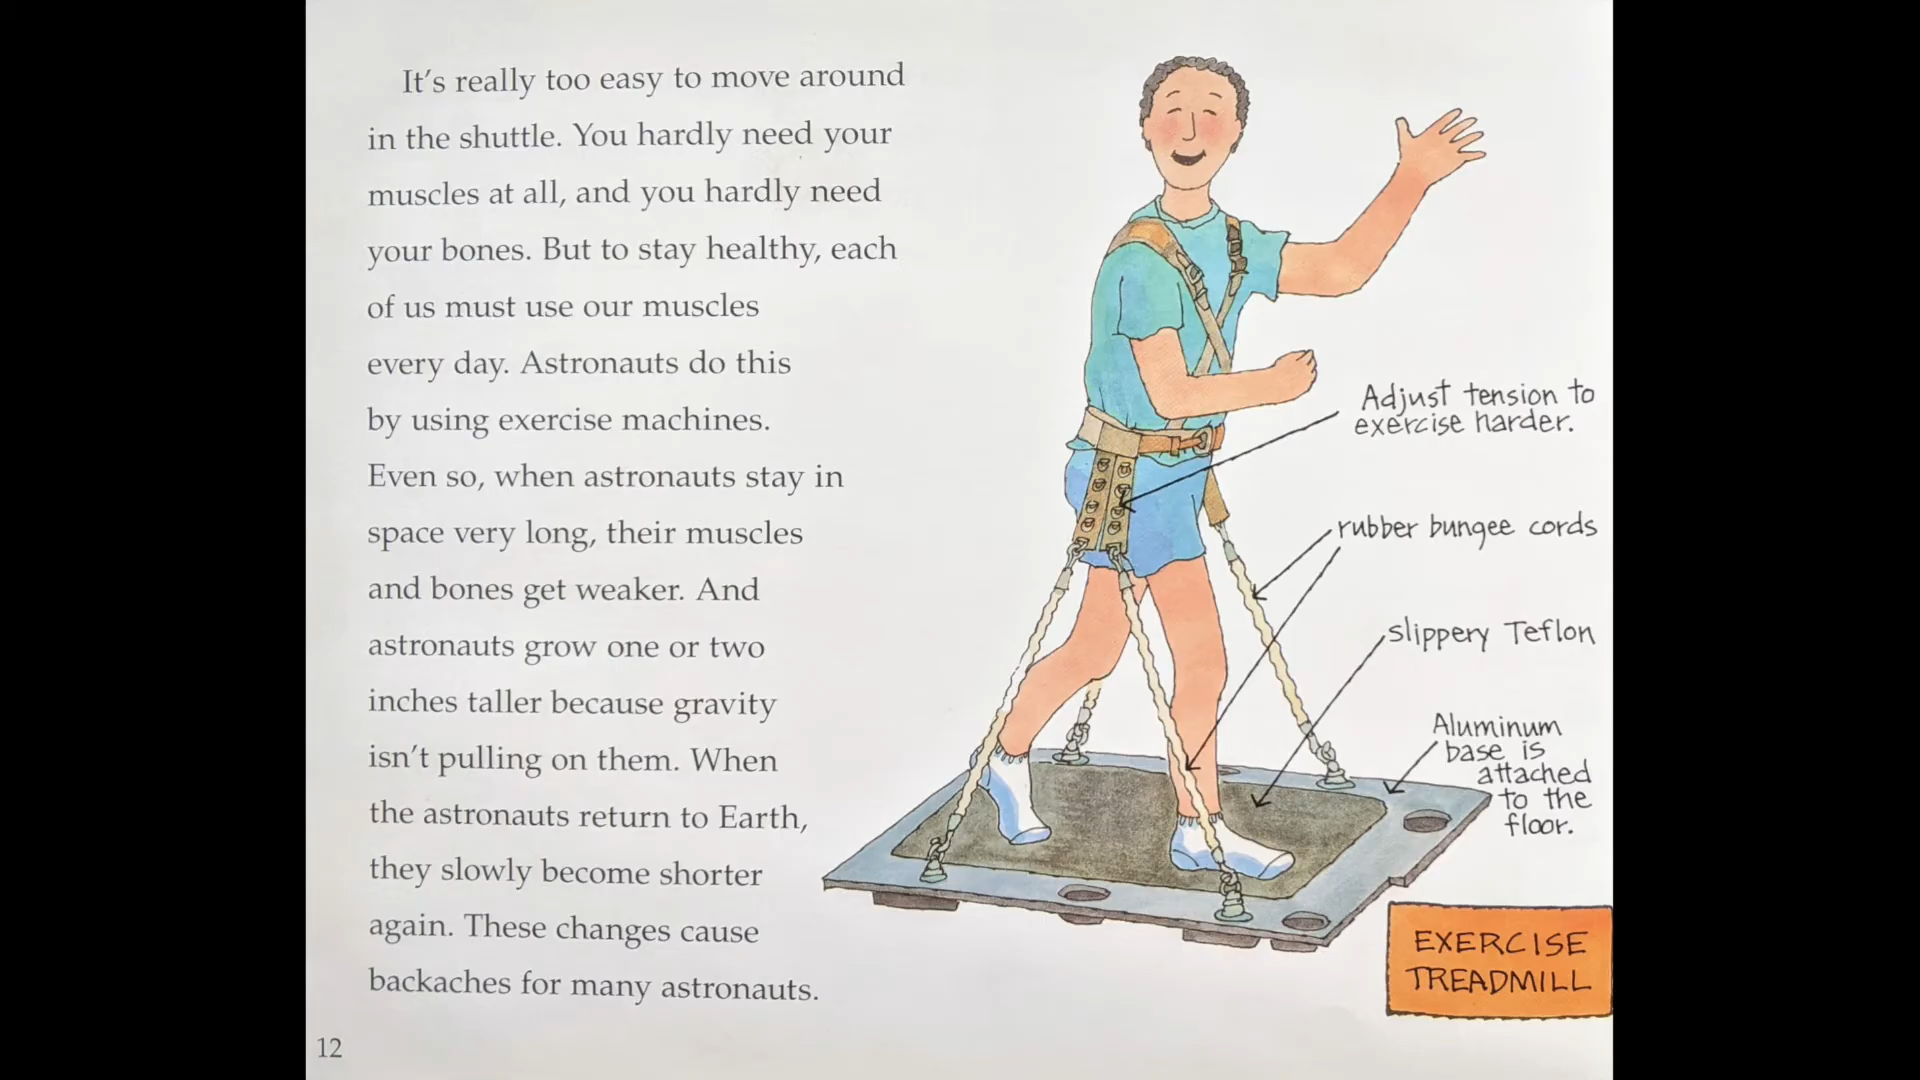 It's really too easy to move around
in the shuttle. You hardly need your
muscles at all, and you hardly need
your bones. But to stay healthy, each
of us must use our muscles
every day. Astronauts do this
by using exercise machines.
Even so, when astronauts stay in
space very long, their muscles
and bones get weaker. And
astronauts grow one or two
inches taller because gravity
isn't pulling on them. When
the astronauts return to Earth,
they slowly become shorter
again. These changes cause
backaches for many astronauts.
12
Adjust tension to
exercise harder.
rubber bungee cords
slippery Teflon
Aluminum
base is
attached
to the
floor.
EXERCISE
TREADMILL